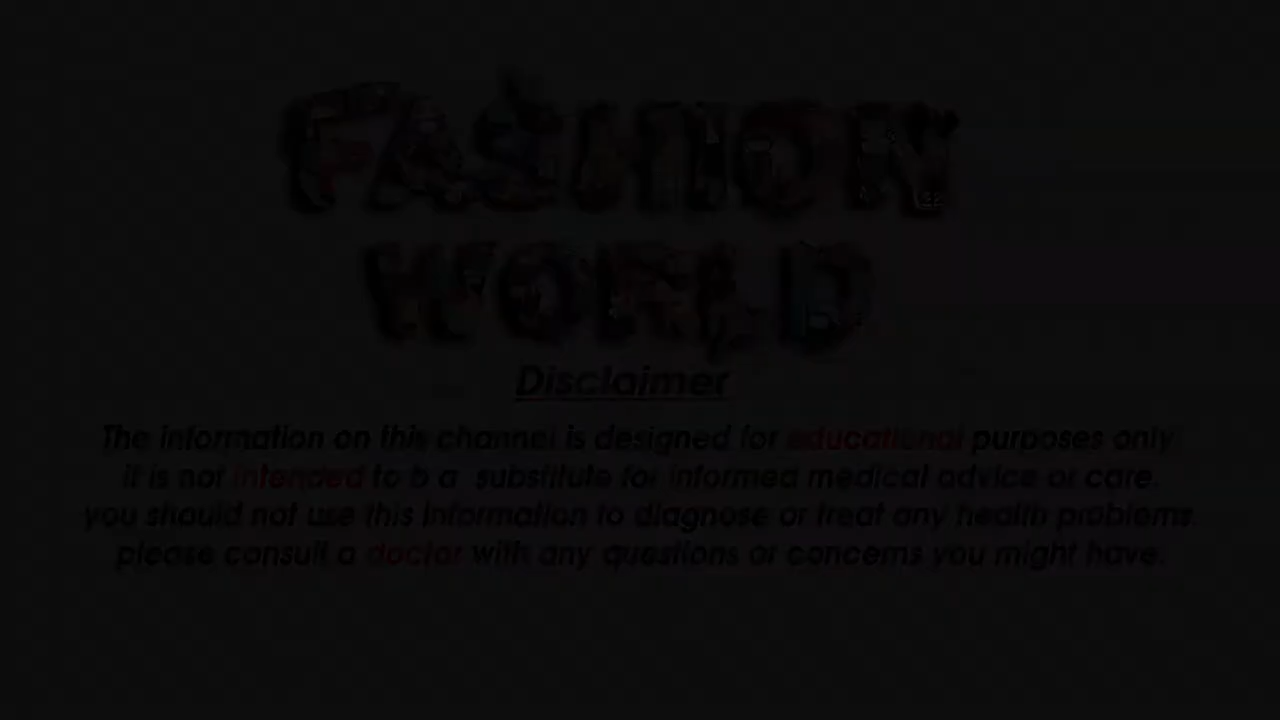 FASHION
WORLD
Disclaimer
The information on this channel is designed for educational purposes only
it is not intended to b a substitute for informed medical advice or care.
you should not use this information to diagnose or treat any health problems
please consult a doctor with any questions or concerns you might have.